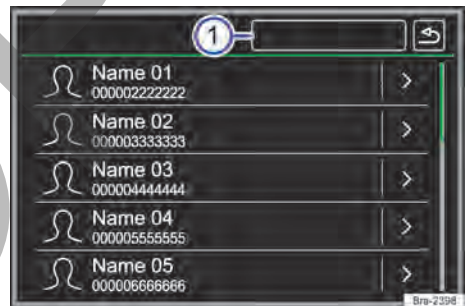 1
Name 01
000002222222
Name 02
000003333333
Name 03
000004444444
Name 04
000005555555
Name 05
000006666666
Bra-2398